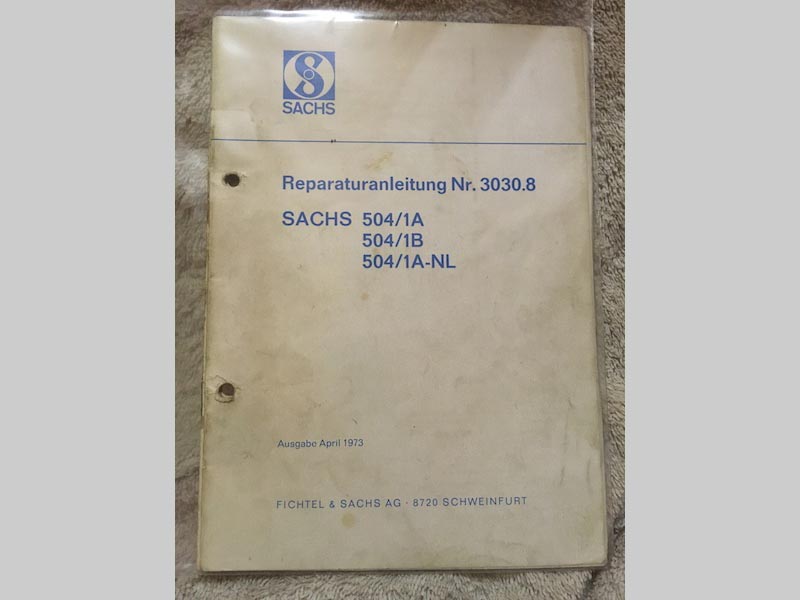 SACHS
Reparaturanleitung Nr. 3030.8
SACHS 504/1A
504/1B
504/1A-NL
Ausgabe April 1973
FICHTEL & SACHS AG · 8720 SCHWEINFURT